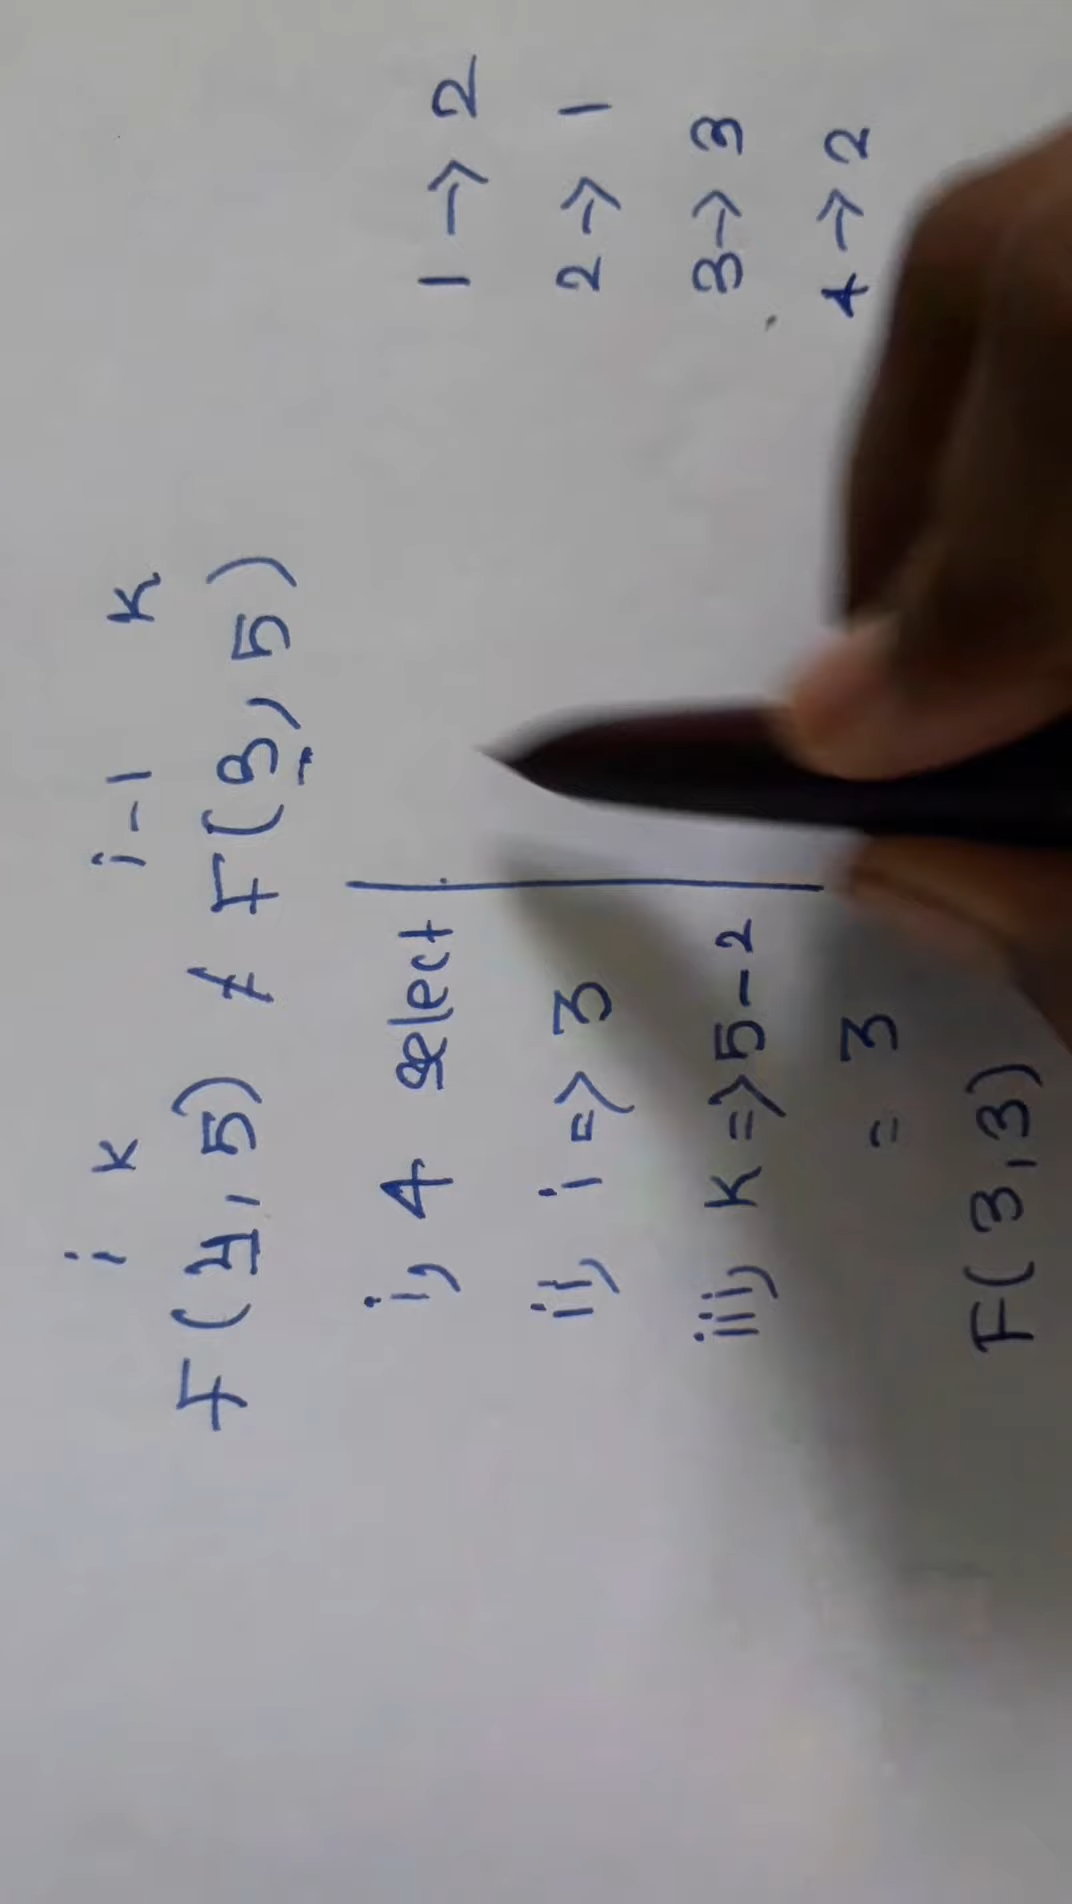 i K i-1 K
F(4,5) ≠ F(3,5)
i, 4 select
ii, i => 3
iii, K => 5-2
= 3
F(3,3)
1 → 2
2 → 1
3 → 3
4 → 2